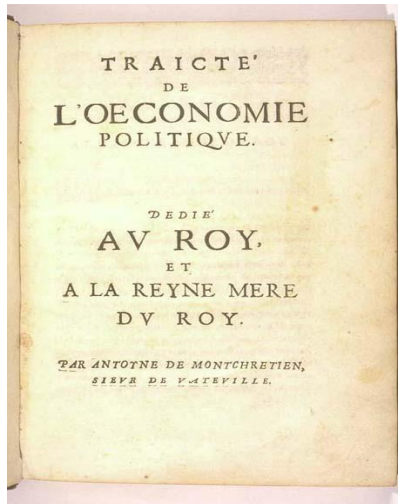 TRAICTE'
DE
L'OECONOMIE
POLITIQVE.
DEDIE'
AV ROY,
ET
A LA REYNE MERE
DV ROY.
PAR ANTOYNE DE MONTCHRETIEN,
SIEVR DE VATEVILLE.